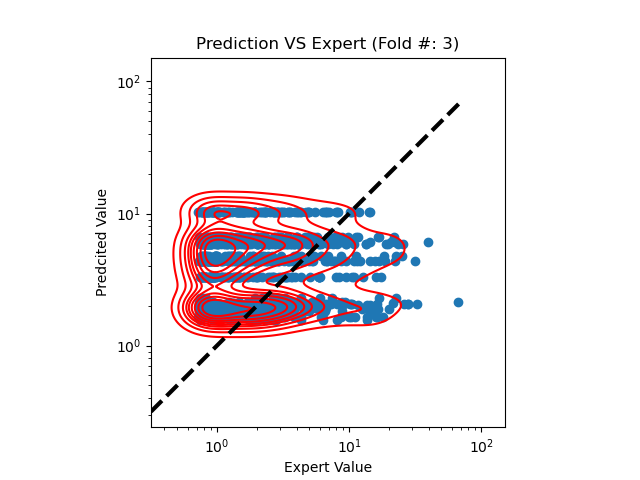 Prediction VS Expert (Fold #: 3)
10²
10¹
10⁰
Predcited Value
10⁰ 10¹ 10²
Expert Value